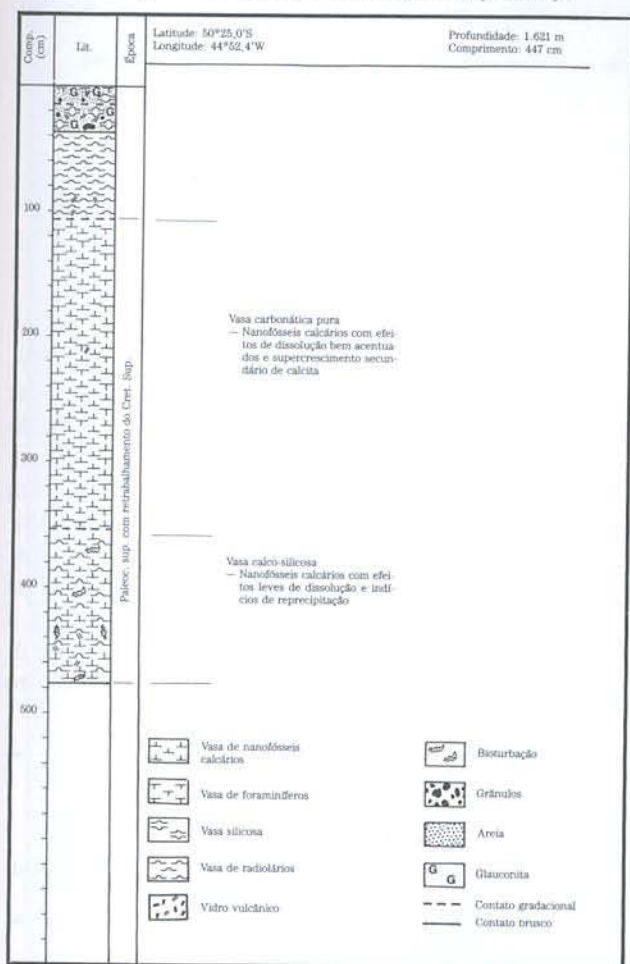 Comp. (cm)
Lit.
Época
Latitude: 50°25,0'S
Longitude: 44°52,4'W
Profundidade: 1.621 m
Comprimento: 447 cm
G G
G
G
100
200
300
400
500
Paleoc. sup. com retrabalhamento do Cret. Sup.
Vasa carbonática pura
— Nanofósseis calcários com efei-
tos de dissolução bem acentua-
dos e supercrescimento secun-
dário de calcita
Vasa calco-silicosa
— Nanofósseis calcários com efei-
tos leves de dissolução e indí-
cios de reprecipitação
Vasa de nanofósseis
calcários
Vasa de foraminíferos
Vasa silicosa
Vasa de radiolários
Vidro vulcânico
Bioturbação
Grânulos
Areia
G G
Glauconita
Contato gradacional
Contato brusco